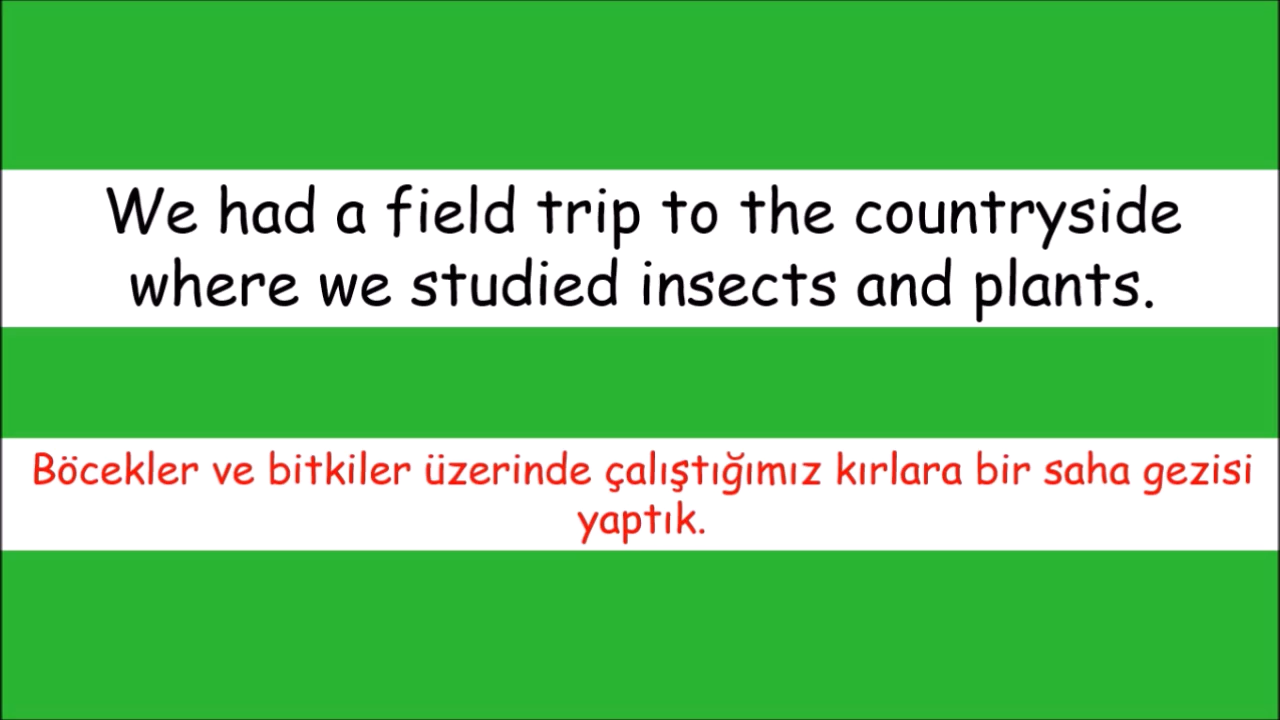 We had a field trip to the countryside
where we studied insects and plants.
Böcekler ve bitkiler üzerinde çalıştığımız kırlara bir saha gezisi
yaptık.